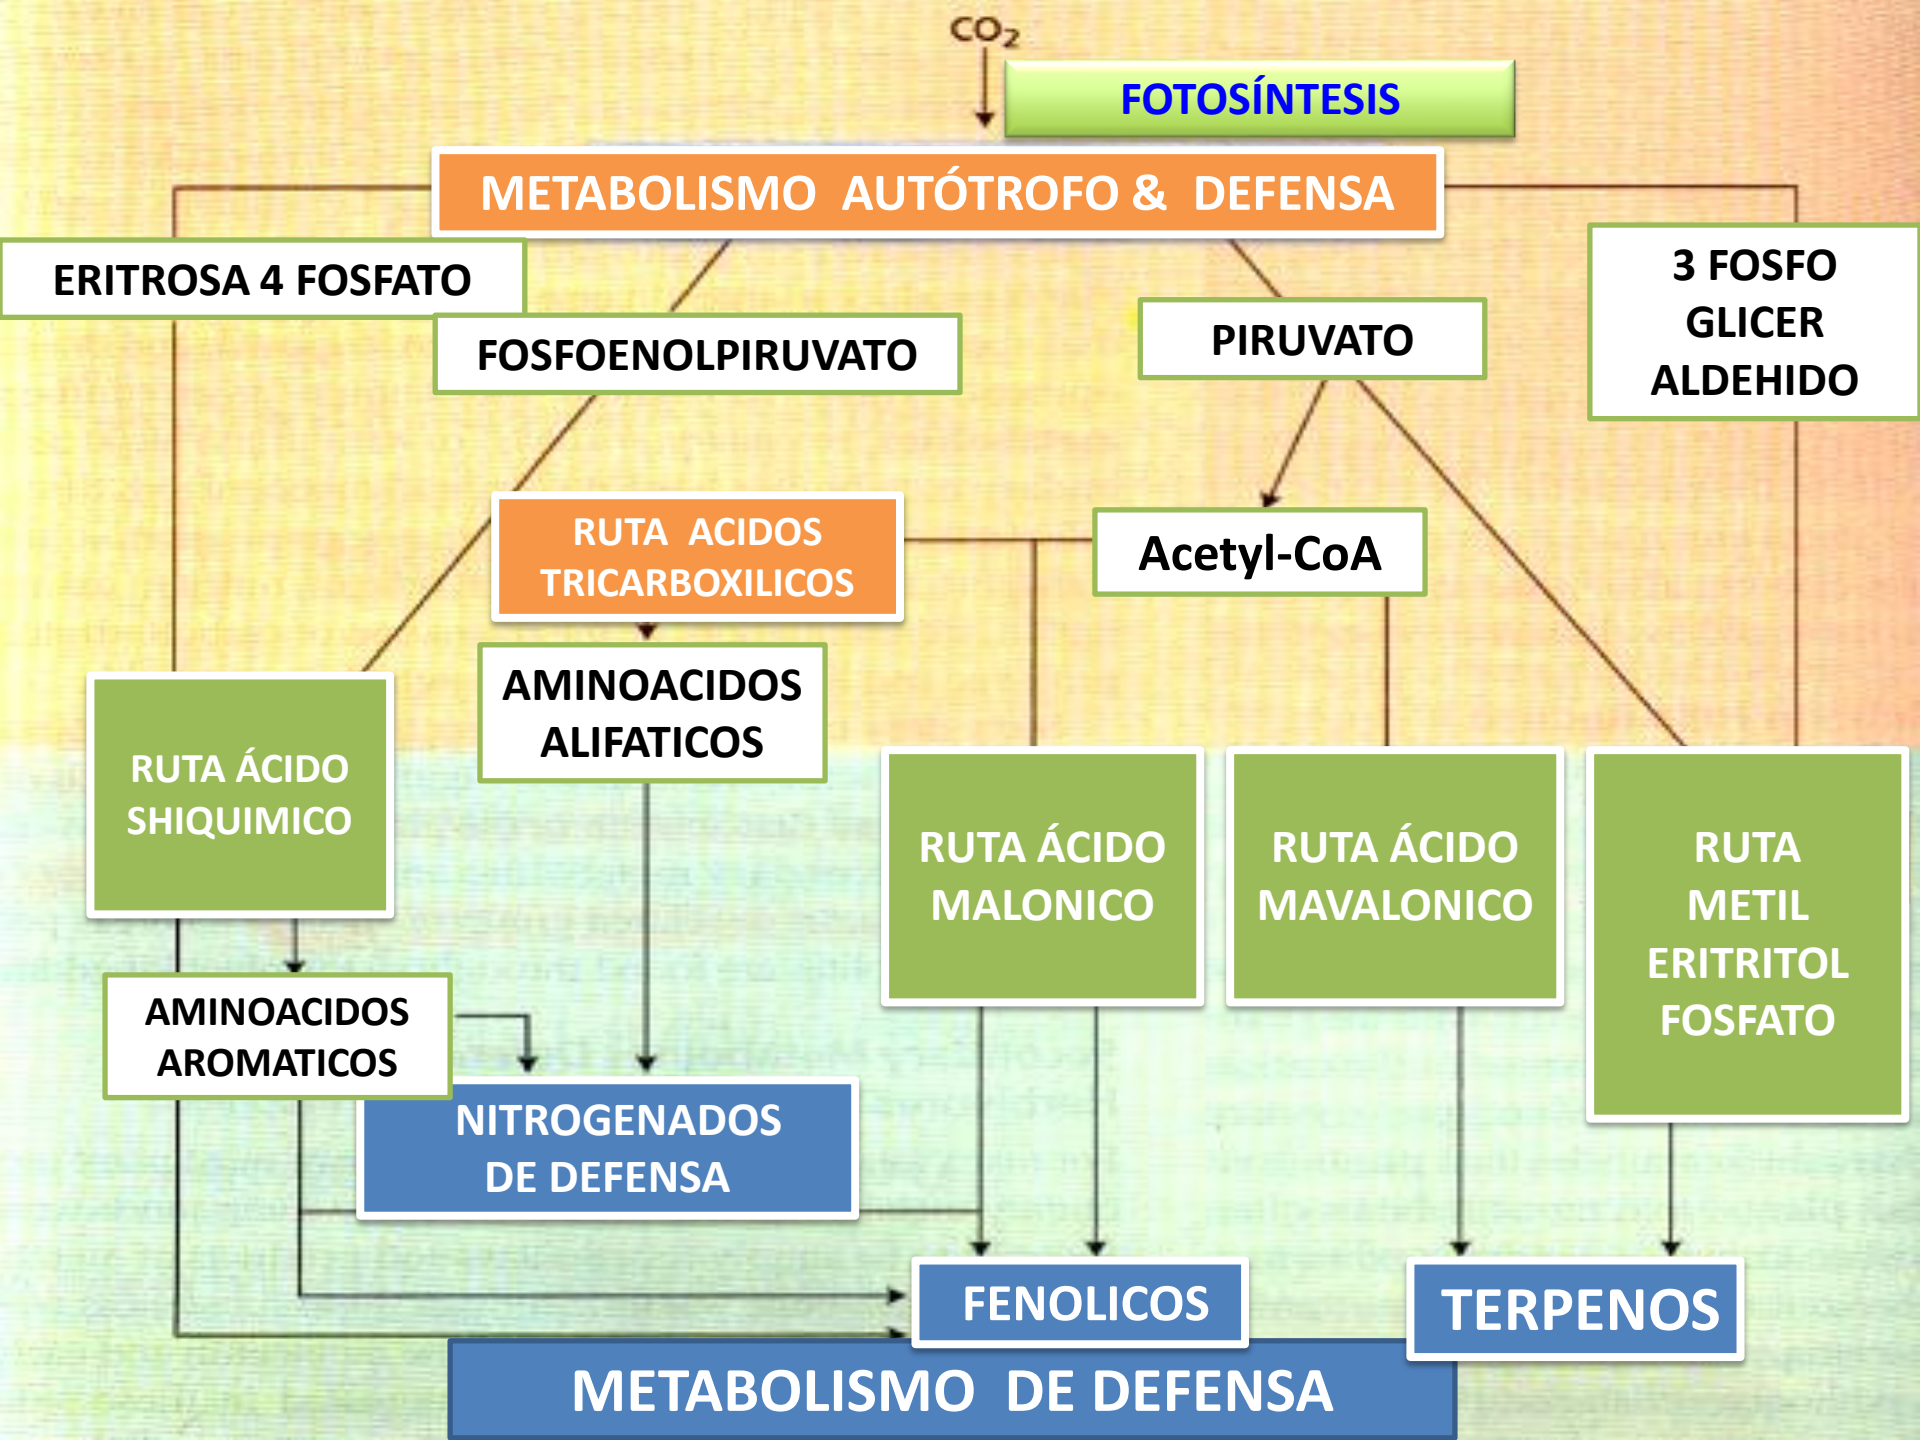 CO₂
FOTOSÍNTESIS
METABOLISMO AUTÓTROFO & DEFENSA
ERITROSA 4 FOSFATO
FOSFOENOLPIRUVATO
PIRUVATO
3 FOSFO
GLICER
ALDEHIDO
RUTA ACIDOS
TRICARBOXILICOS
Acetyl-CoA
AMINOACIDOS
ALIFATICOS
RUTA ÁCIDO
SHIQUIMICO
RUTA ÁCIDO
MALONICO
RUTA ÁCIDO
MAVALONICO
RUTA
METIL
ERITRITOL
FOSFATO
AMINOACIDOS
AROMATICOS
NITROGENADOS
DE DEFENSA
FENOLICOS
TERPENOS
METABOLISMO DE DEFENSA